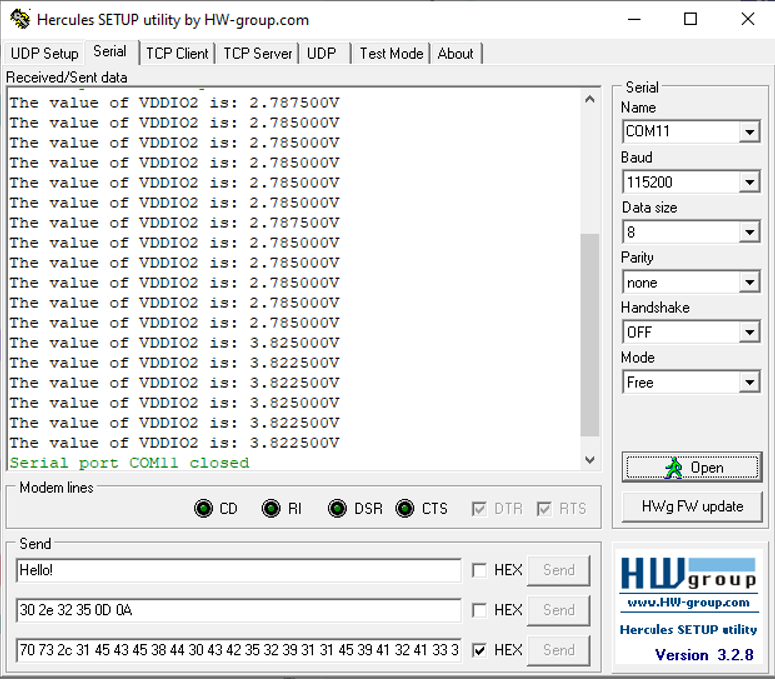 Hercules SETUP utility by HW-group.com
UDP Setup Serial TCP Client TCP Server UDP Test Mode About
Received/Sent data
The value of VDDIO2 is: 2.787500V
The value of VDDIO2 is: 2.785000V
The value of VDDIO2 is: 2.785000V
The value of VDDIO2 is: 2.785000V
The value of VDDIO2 is: 2.785000V
The value of VDDIO2 is: 2.785000V
The value of VDDIO2 is: 2.787500V
The value of VDDIO2 is: 2.785000V
The value of VDDIO2 is: 2.785000V
The value of VDDIO2 is: 2.785000V
The value of VDDIO2 is: 2.785000V
The value of VDDIO2 is: 2.785000V
The value of VDDIO2 is: 3.825000V
The value of VDDIO2 is: 3.822500V
The value of VDDIO2 is: 3.822500V
The value of VDDIO2 is: 3.825000V
The value of VDDIO2 is: 3.822500V
The value of VDDIO2 is: 3.822500V
Serial port COM11 closed
Serial
Name
COM11
Baud
115200
Data size
8
Parity
none
Handshake
OFF
Mode
Free
Open
HWg FW update
Modem lines
CD RI DSR CTS DTR RTS
Send
Hello! HEX Send
30 2e 32 35 0D 0A HEX Send
70 73 2c 31 45 43 45 38 44 30 43 42 35 32 39 31 31 45 39 41 32 41 33 3 HEX Send
HW group
www.HW-group.com
Hercules SETUP utility
Version 3.2.8